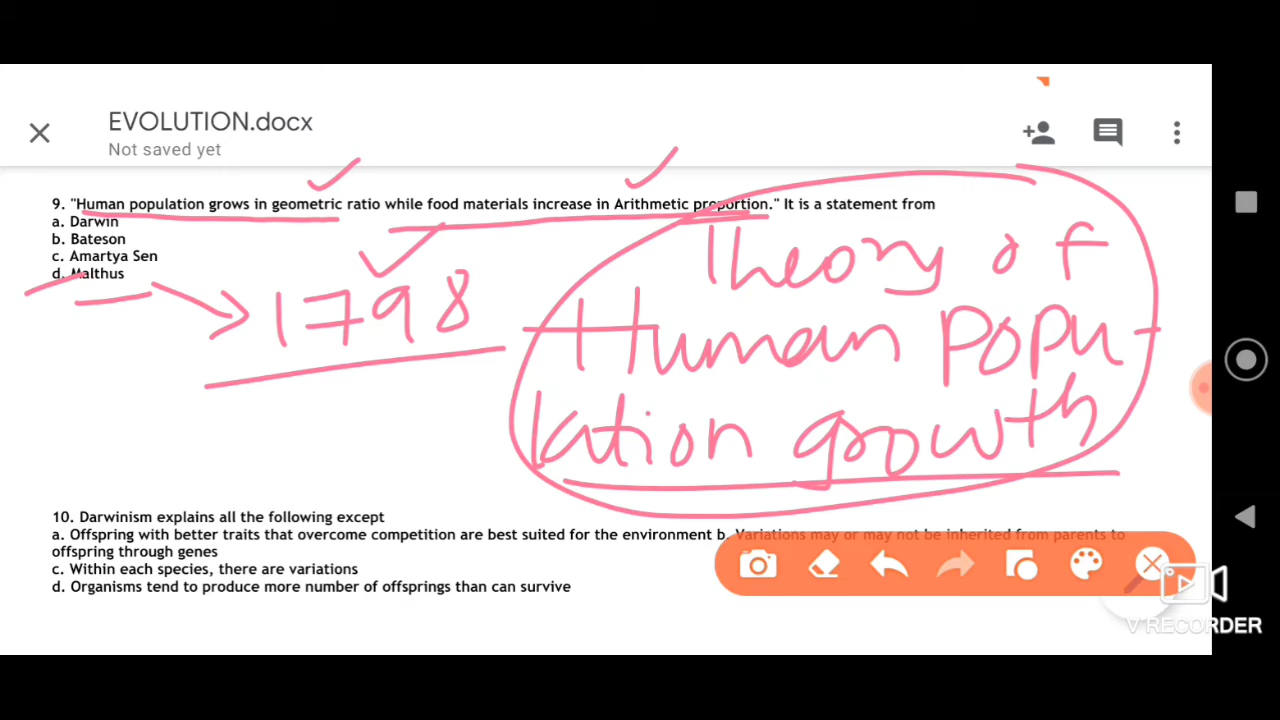 EVOLUTION.docx
Not saved yet
9. "Human population grows in geometric ratio while food materials increase in Arithmetic proportion." It is a statement from
a. Darwin
b. Bateson
c. Amartya Sen
d. Malthus
1798
Theory of
Human Popu-
lation growth
10. Darwinism explains all the following except
a. Offspring with better traits that overcome competition are best suited for the environment b. Variations may or may not be inherited from parents to
offspring through genes
c. Within each species, there are variations
d. Organisms tend to produce more number of offsprings than can survive
V RECORDER